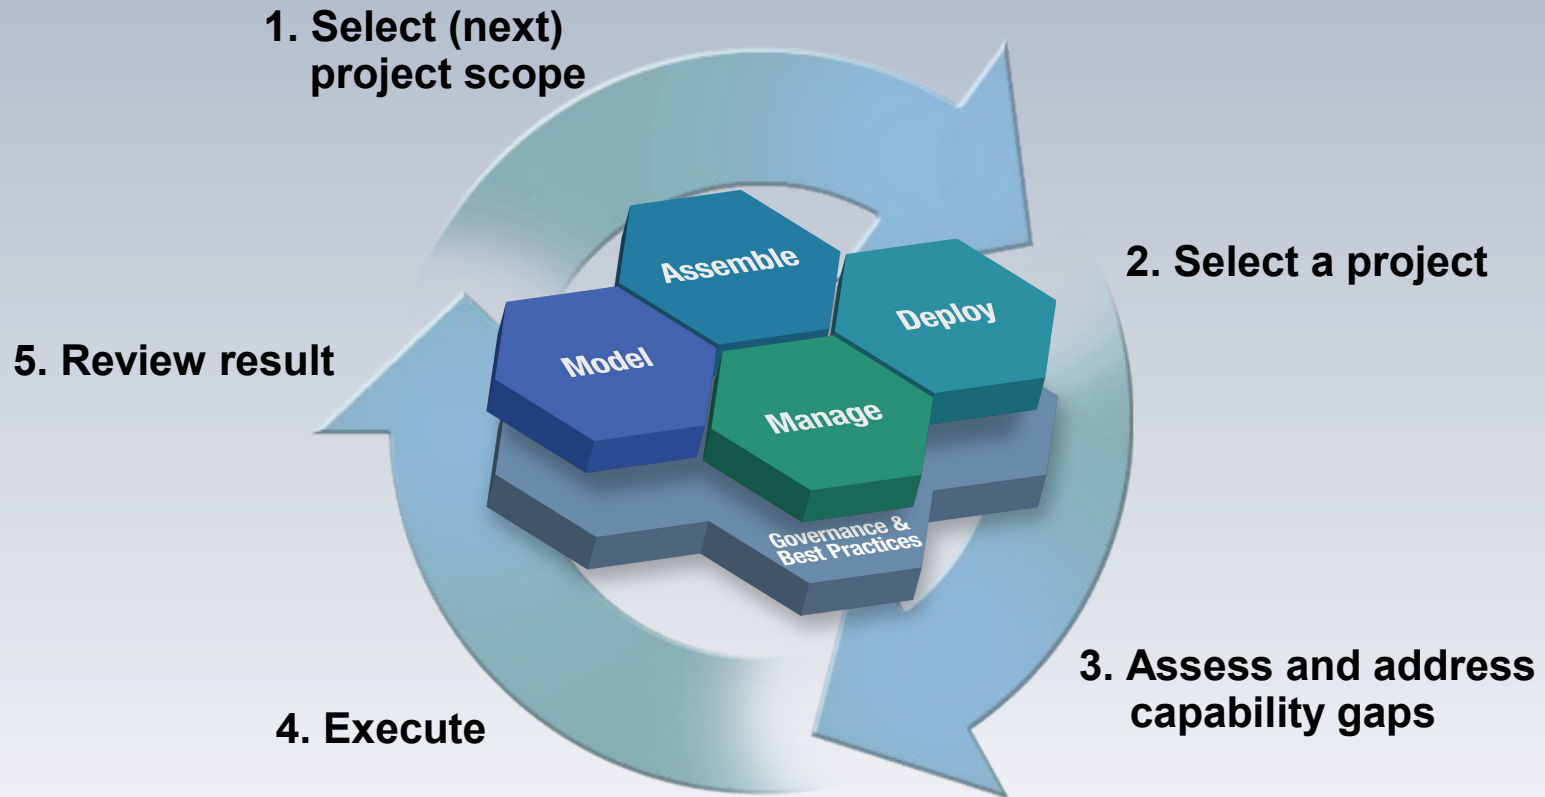 1. Select (next)
project scope
2. Select a project
3. Assess and address
capability gaps
4. Execute
5. Review result
Assemble
Deploy
Model
Manage
Governance &
Best Practices